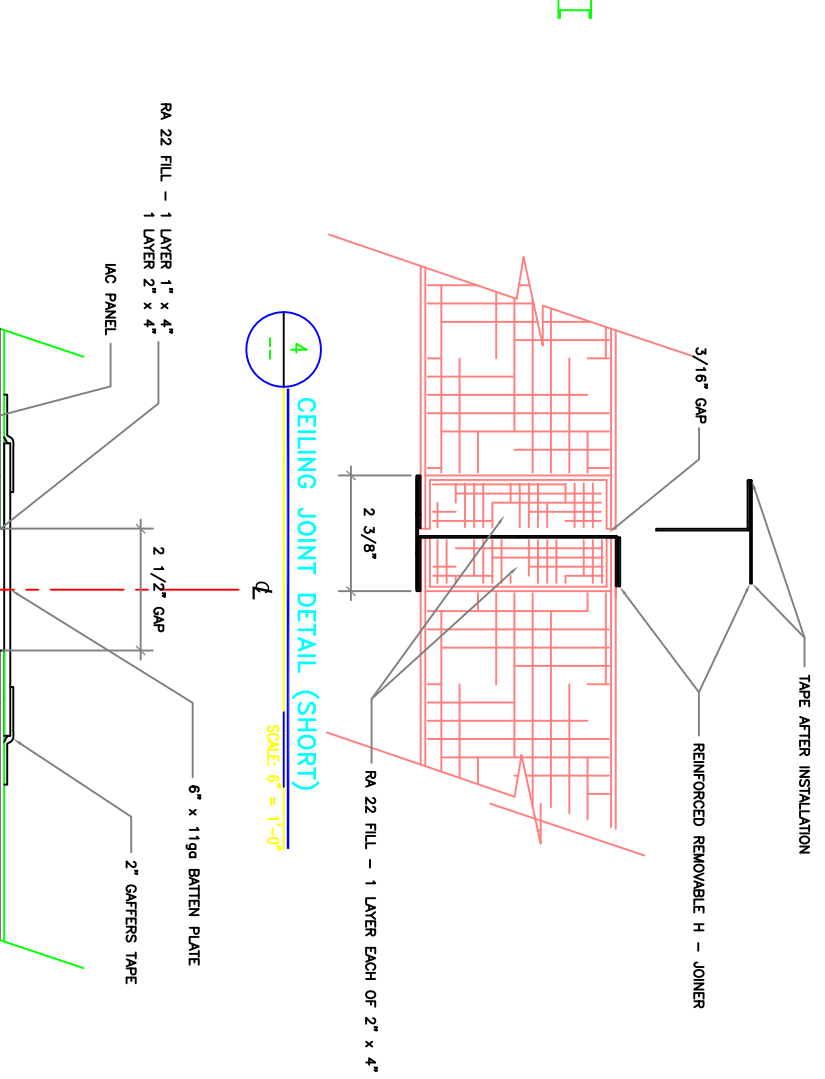 TAPE AFTER INSTALLATION
3/16" GAP
REINFORCED REMOVABLE H - JOINER
2 3/8"
RA 22 FILL - 1 LAYER EACH OF 2" x 4"
4
--
CEILING JOINT DETAIL (SHORT)
SCALE: 6" = 1'-0"
RA 22 FILL - 1 LAYER 1" x 4"
1 LAYER 2" x 4"
IAC PANEL
2 1/2" GAP
℄
6" x 11ga BATTEN PLATE
2" GAFFERS TAPE